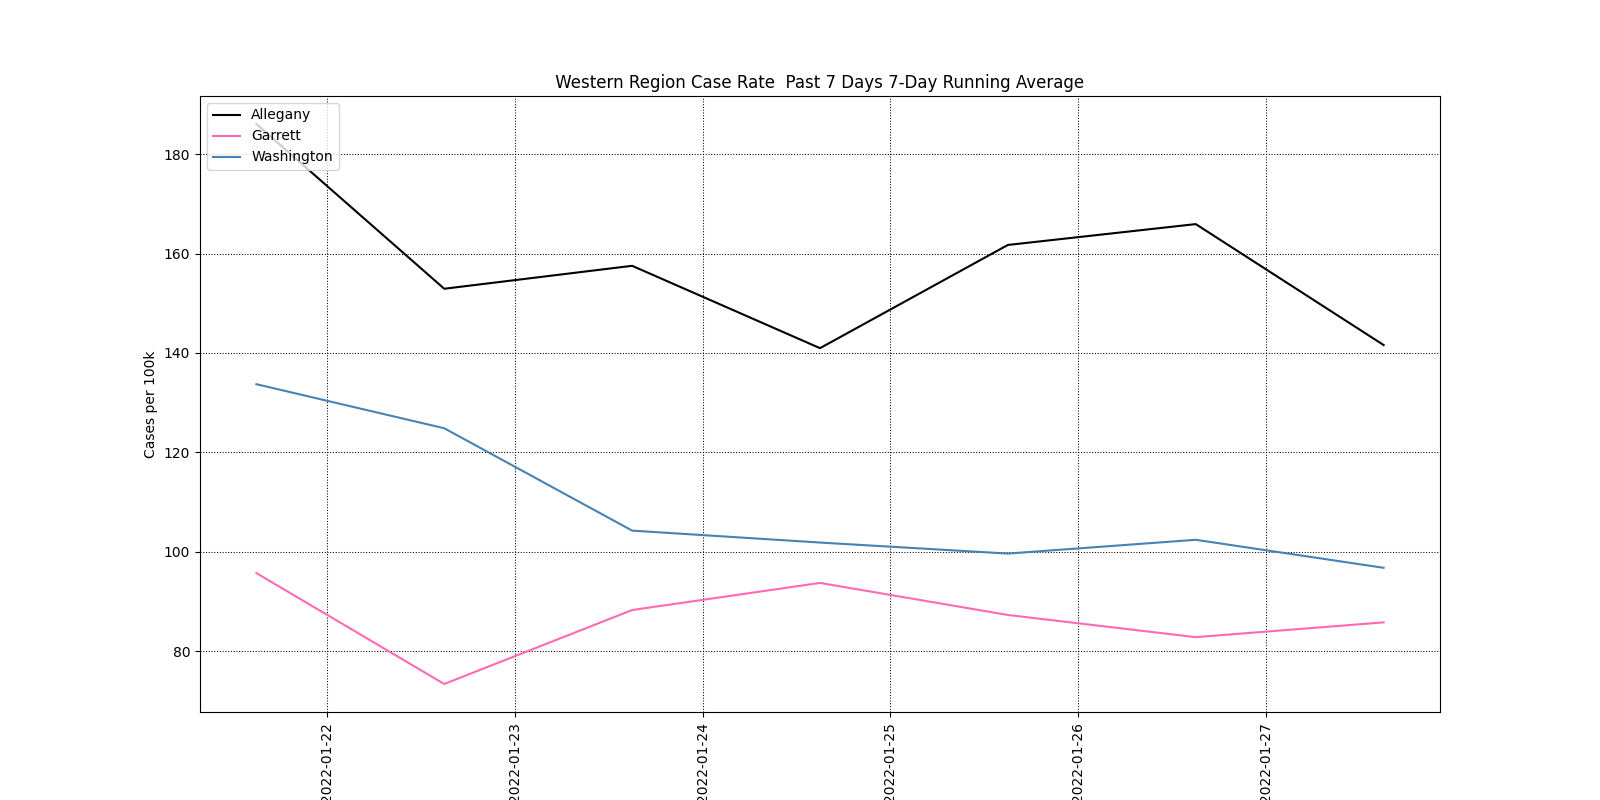 Western Region Case Rate  Past 7 Days 7-Day Running Average
Allegany
Garrett
Washington
180
160
140
120
100
80
Cases per 100k
2022-01-22
2022-01-23
2022-01-24
2022-01-25
2022-01-26
2022-01-27